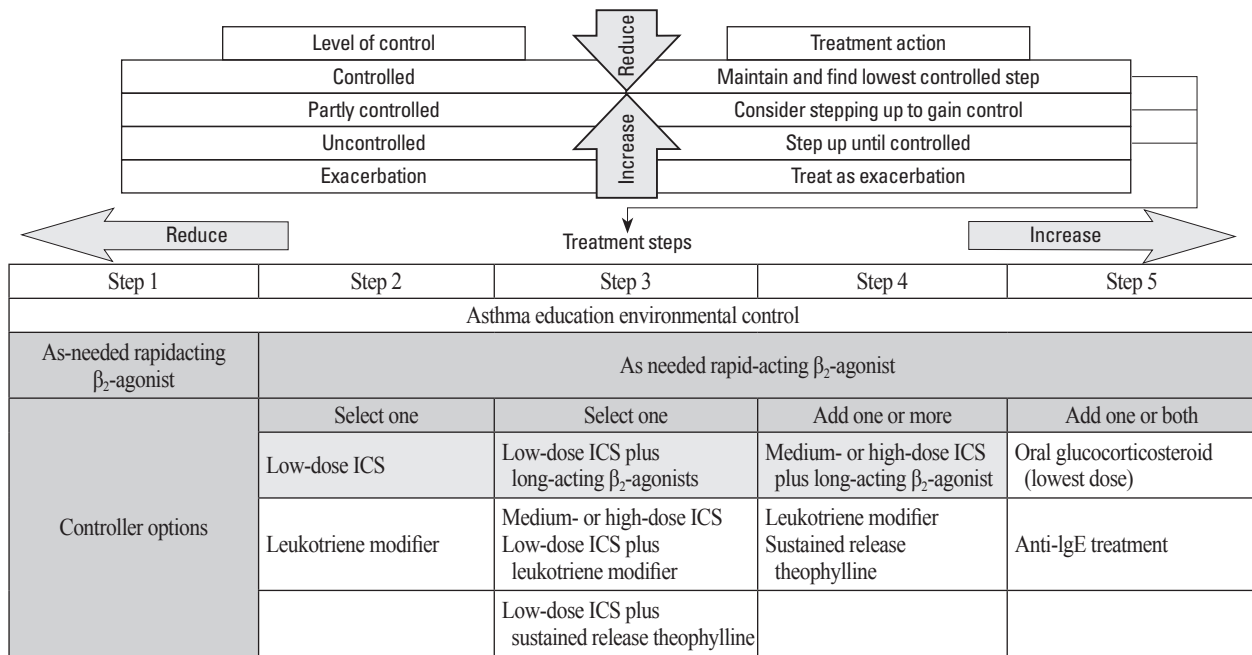 Level of control
Reduce
Treatment action
Controlled
Maintain and find lowest controlled step
Partly controlled
Consider stepping up to gain control
Uncontrolled
Increase
Step up until controlled
Exacerbation
Treat as exacerbation
Reduce
Treatment steps
Increase
Step 1
Step 2
Step 3
Step 4
Step 5
Asthma education environmental control
As-needed rapidacting
β₂-agonist
As needed rapid-acting β₂-agonist
Controller options
Select one
Select one
Add one or more
Add one or both
Low-dose ICS
Low-dose ICS plus
long-acting β₂-agonists
Medium- or high-dose ICS
plus long-acting β₂-agonist
Oral glucocorticosteroid
(lowest dose)
Leukotriene modifier
Medium- or high-dose ICS
Low-dose ICS plus
leukotriene modifier
Leukotriene modifier
Sustained release
theophylline
Anti-lgE treatment
Low-dose ICS plus
sustained release theophylline